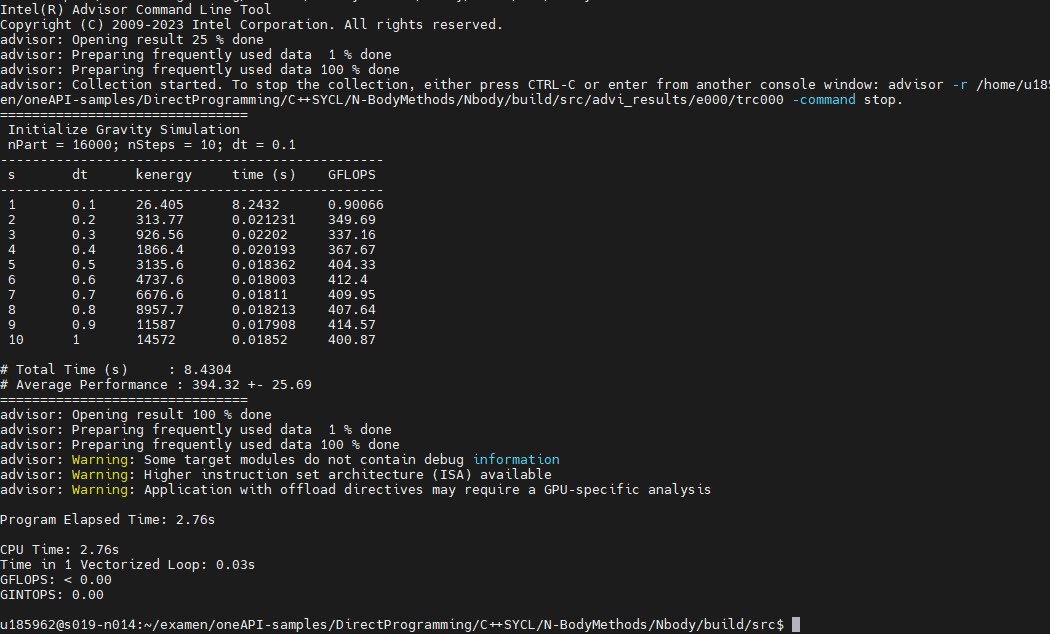 Intel(R) Advisor Command Line Tool
Copyright (C) 2009-2023 Intel Corporation. All rights reserved.
advisor: Opening result 25 % done
advisor: Preparing frequently used data  1 % done
advisor: Preparing frequently used data 100 % done
advisor: Collection started. To stop the collection, either press CTRL-C or enter from another console window: advisor -r /home/u185
en/oneAPI-samples/DirectProgramming/C++SYCL/N-BodyMethods/Nbody/build/src/advi_results/e000/trc000 -command stop.
===============================
 Initialize Gravity Simulation
 nPart = 16000; nSteps = 10; dt = 0.1
------------------------------------------------
 s       dt      kenergy     time (s)    GFLOPS
------------------------------------------------
 1       0.1     26.405      8.2432      0.90066
 2       0.2     313.77      0.021231    349.69
 3       0.3     926.56      0.02202     337.16
 4       0.4     1866.4      0.020193    367.67
 5       0.5     3135.6      0.018362    404.33
 6       0.6     4737.6      0.018003    412.4
 7       0.7     6676.6      0.01811     409.95
 8       0.8     8957.7      0.018213    407.64
 9       0.9     11587       0.017908    414.57
 10      1       14572       0.01852     400.87

# Total Time (s)     : 8.4304
# Average Performance : 394.32 +- 25.69
===============================
advisor: Opening result 100 % done
advisor: Preparing frequently used data  1 % done
advisor: Preparing frequently used data 100 % done
advisor: Warning: Some target modules do not contain debug information
advisor: Warning: Higher instruction set architecture (ISA) available
advisor: Warning: Application with offload directives may require a GPU-specific analysis

Program Elapsed Time: 2.76s

CPU Time: 2.76s
Time in 1 Vectorized Loop: 0.03s
GFLOPS: < 0.00
GINTOPS: 0.00

u185962@s019-n014:~/examen/oneAPI-samples/DirectProgramming/C++SYCL/N-BodyMethods/Nbody/build/src$